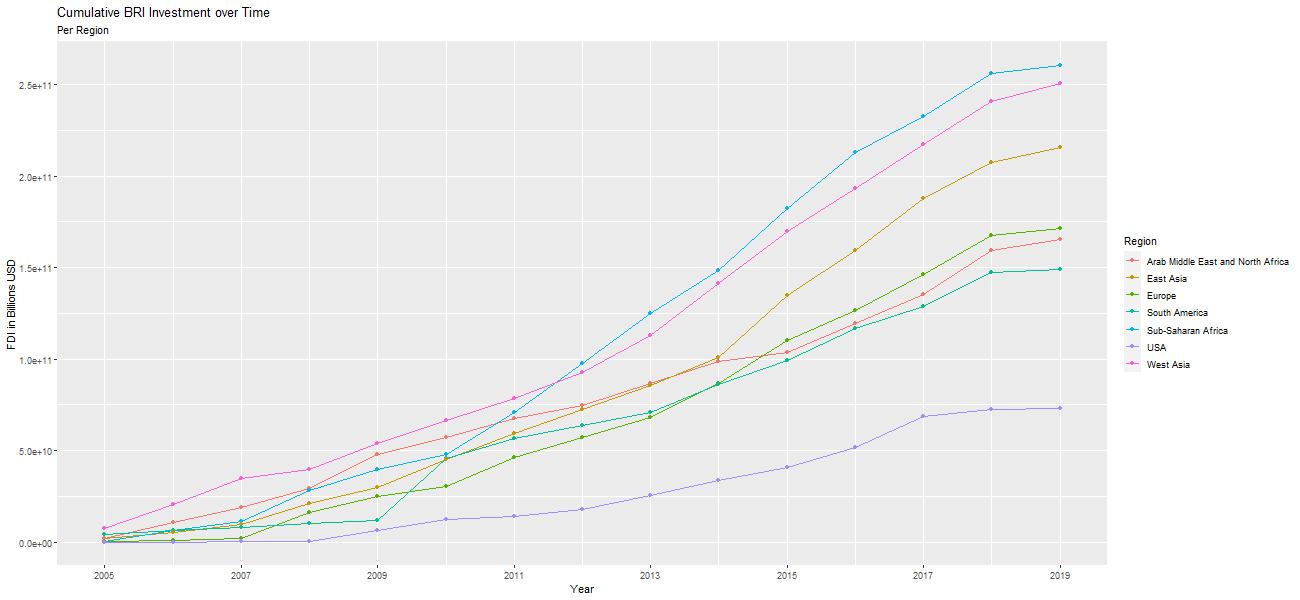 Cumulative BRI Investment over Time
Per Region
FDI in Billions USD
2.5e+11
2.0e+11
1.5e+11
1.0e+11
5.0e+10
0.0e+00
2005 2007 2009 2011 2013 2015 2017 2019
Year
Region
Arab Middle East and North Africa
East Asia
Europe
South America
Sub-Saharan Africa
USA
West Asia